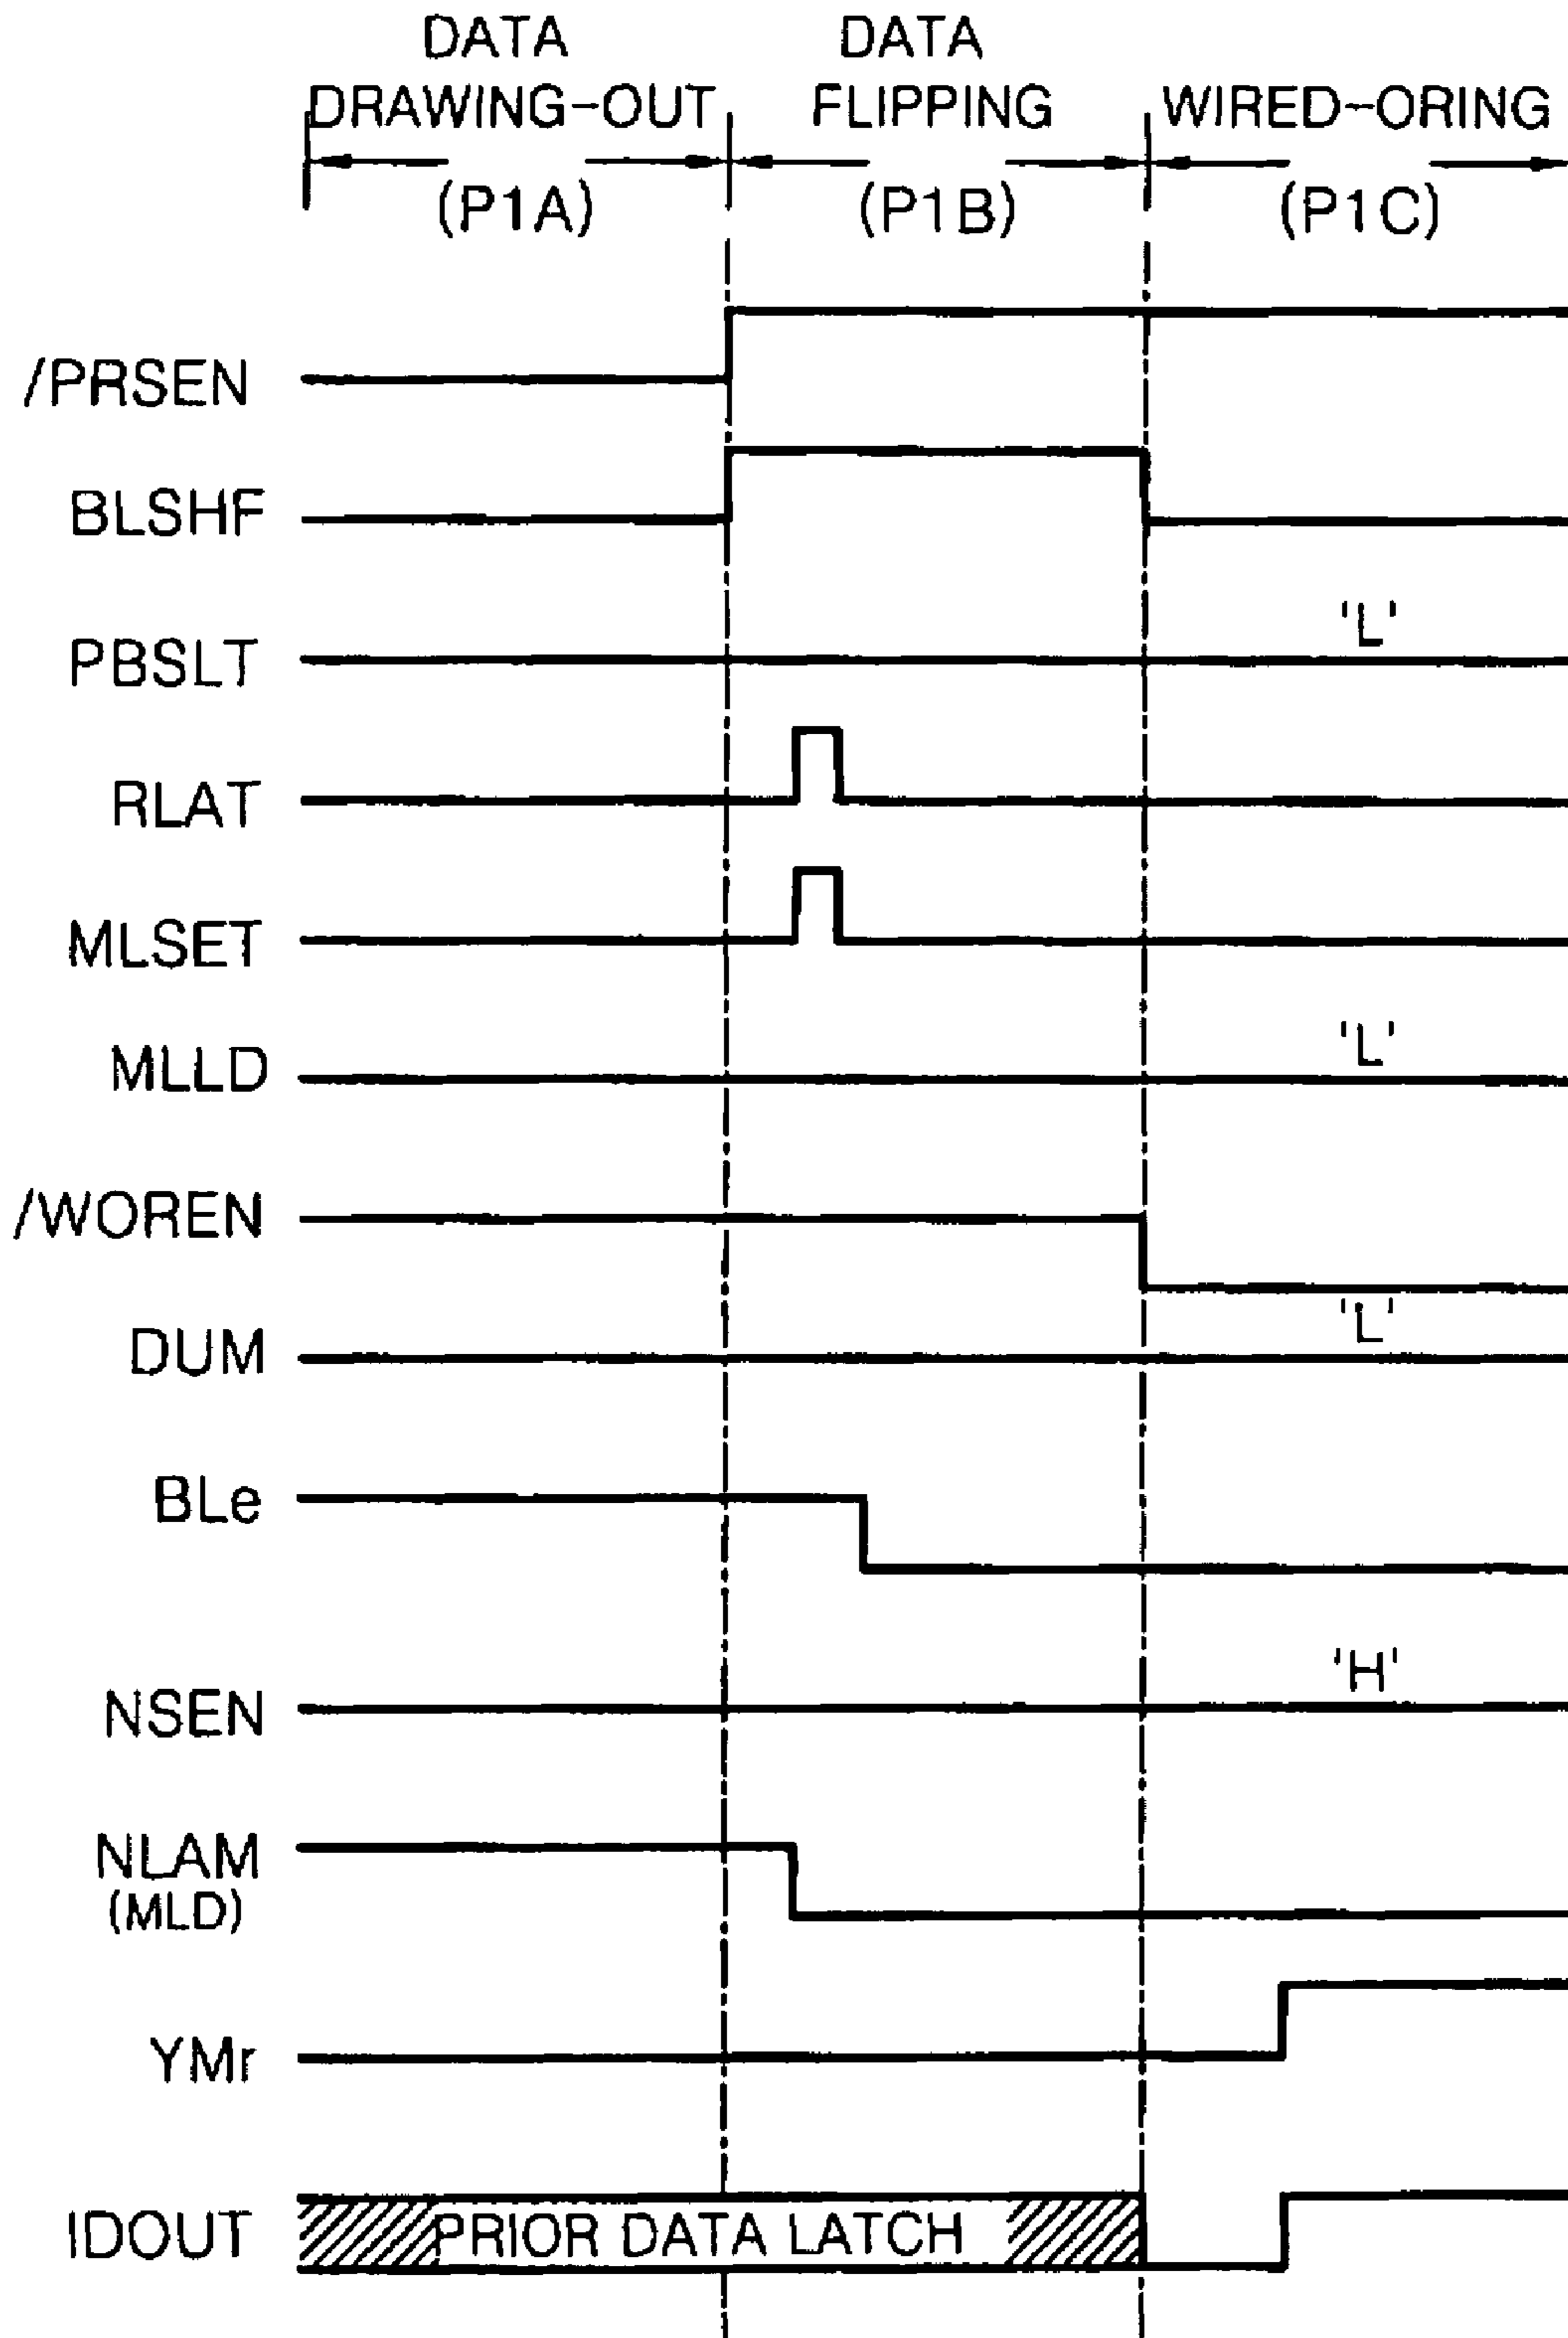 DATA
DRAWING-OUT
(P1A)
DATA
FLIPPING
(P1B)
WIRED-ORING
(P1C)
/PRSEN
BLSHF
PBSLT
'L'
RLAT
MLSET
MLLD
'L'
/WOREN
DUM
'L'
BLe
NSEN
'H'
NLAM
(MLD)
YMr
IDOUT
PRIOR DATA LATCH